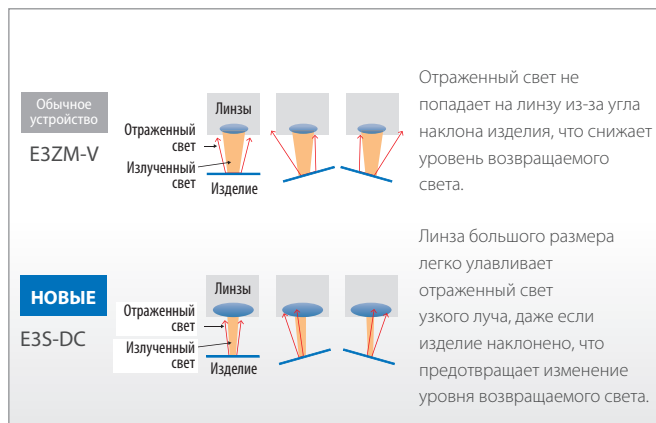 Обычное
устройство
E3ZM-V
Линзы
Отраженный
свет
Излученный
свет
Изделие
Отраженный свет не
попадает на линзу из-за угла
наклона изделия, что снижает
уровень возвращаемого
света.
НОВЫЕ
E3S-DC
Линзы
Отраженный
свет
Излученный
свет
Изделие
Линза большого размера
легко улавливает
отраженный свет
узкого луча, даже если
изделие наклонено, что
предотвращает изменение
уровня возвращаемого света.